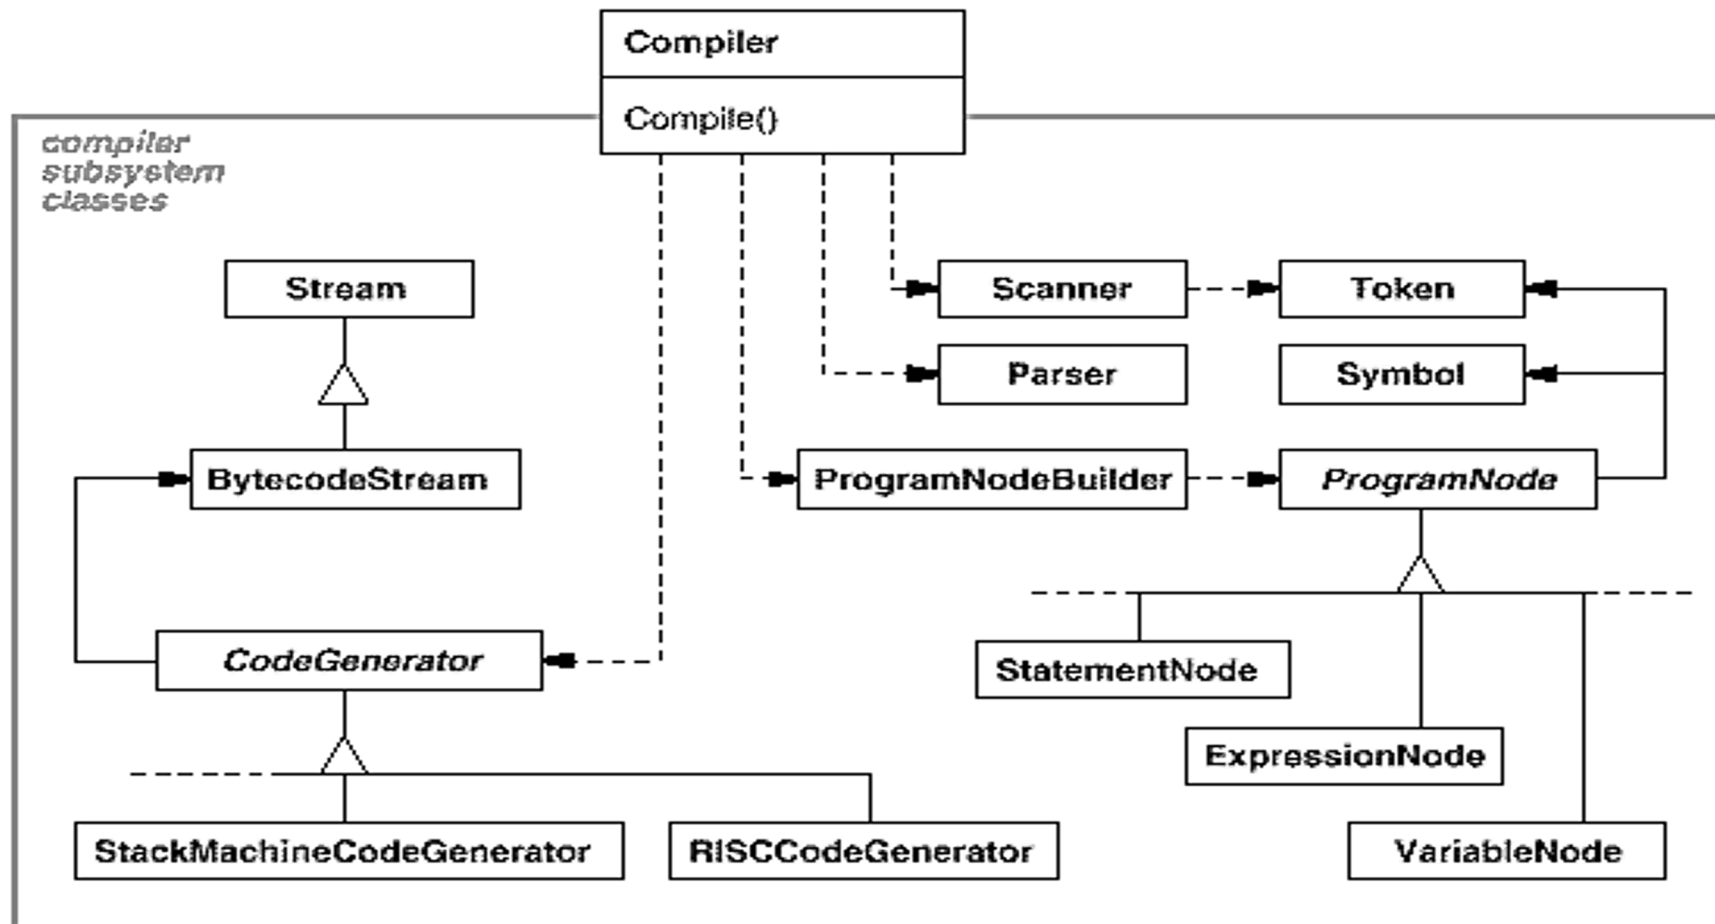 Compiler
Compile()
compiler
subsystem
classes
Stream
Scanner
Token
Parser
Symbol
BytecodeStream
ProgramNodeBuilder
ProgramNode
CodeGenerator
StatementNode
ExpressionNode
StackMachineCodeGenerator
RISCCodeGenerator
VariableNode